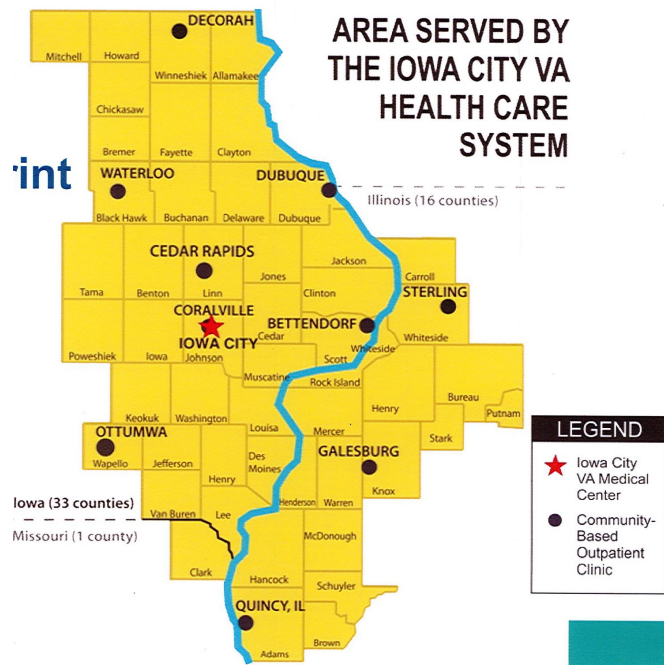 AREA SERVED BY
THE IOWA CITY VA
HEALTH CARE
SYSTEM
rint
DECORAH
Mitchell
Howard
Winneshiek
Allamakee
Chickasaw
Bremer
Fayette
Clayton
WATERLOO
DUBUQUE
Illinois (16 counties)
Black Hawk
Buchanan
Delaware
Dubuque
CEDAR RAPIDS
Jackson
Carroll
Jones
Tama
Benton
Linn
Clinton
STERLING
CORALVILLE
BETTENDORF
IOWA CITY
Cedar
Whiteside
Whiteside
Poweshiek
Iowa
Johnson
Scott
Muscatine
Rock Island
Bureau
Putnam
Henry
Keokuk
Washington
Louisa
Mercer
Stark
OTTUMWA
Wapello
Jefferson
Des
Moines
GALESBURG
Knox
Henry
Henderson
Warren
Iowa (33 counties)
Van Buren
Lee
Missouri (1 county)
McDonough
Clark
Hancock
Schuyler
QUINCY, IL
Adams
Brown
LEGEND
Iowa City
VA Medical
Center
Community-
Based
Outpatient
Clinic